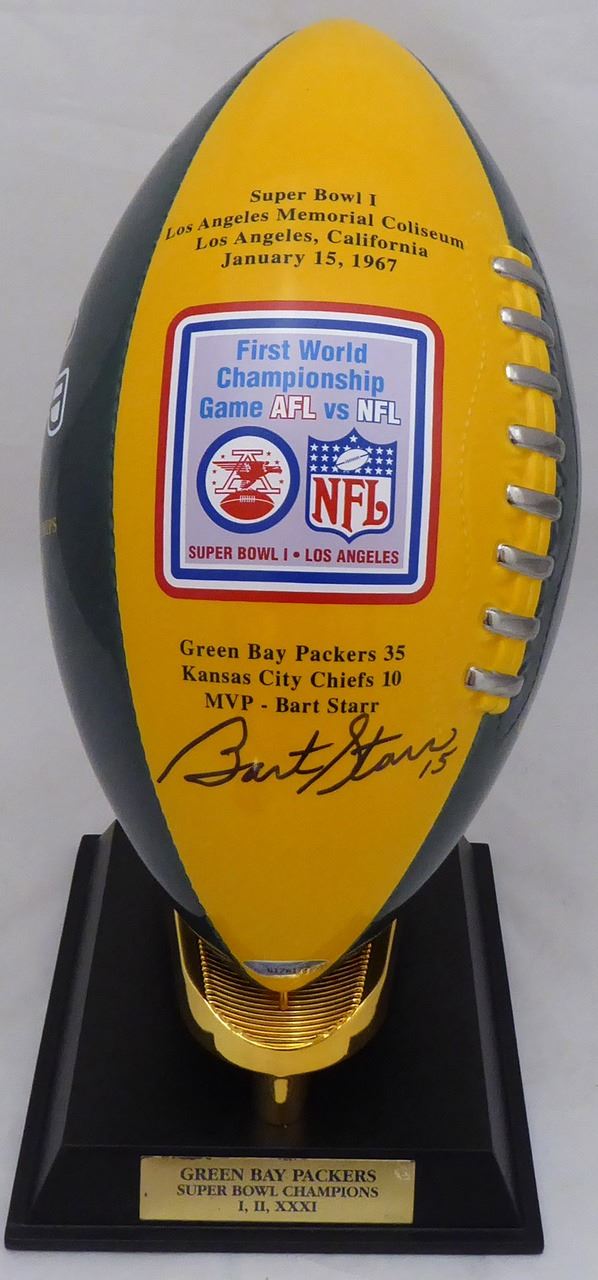 Super Bowl I
Los Angeles Memorial Coliseum
Los Angeles, California
January 15, 1967
First World
Championship
Game AFL vs NFL
A
NFL
SUPER BOWL I • LOS ANGELES
Green Bay Packers 35
Kansas City Chiefs 10
MVP - Bart Starr
Bart Starr 15
GREEN BAY PACKERS
SUPER BOWL CHAMPIONS
I, II, XXXI